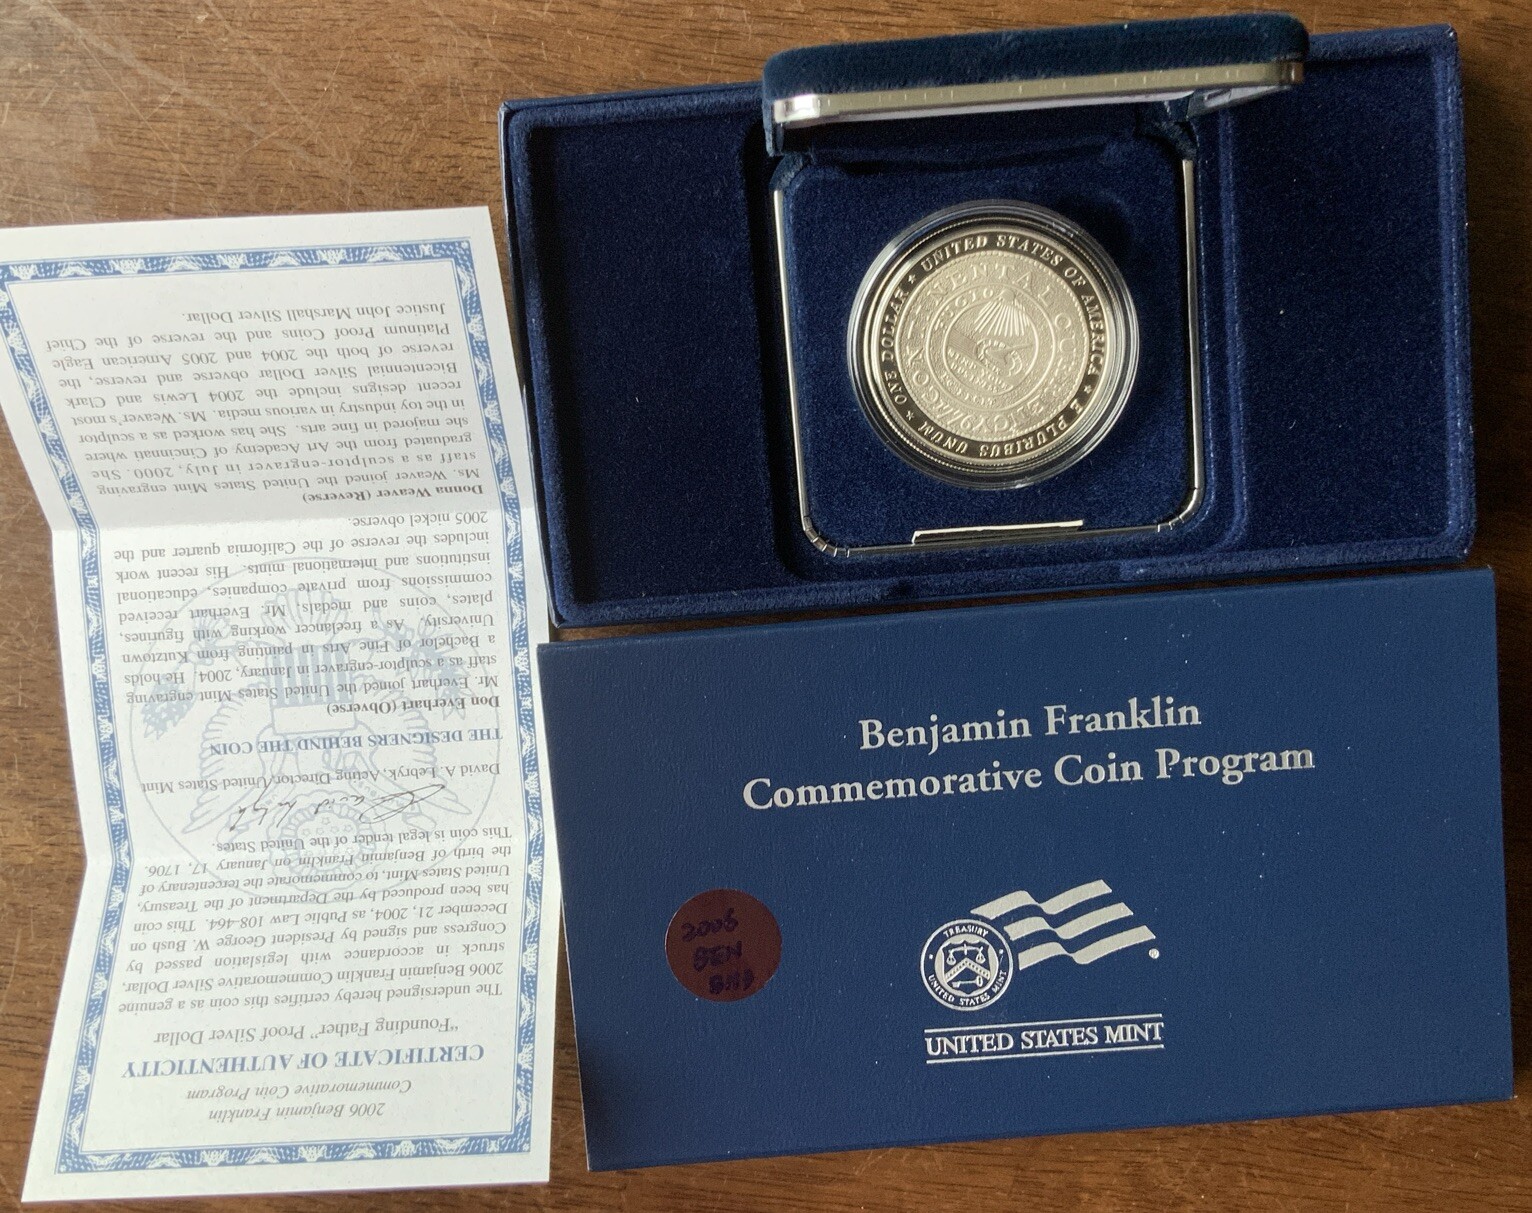 2006 Benjamin Franklin
Commemorative Coin Program
CERTIFICATE OF AUTHENTICITY
"Founding Father" Proof Silver Dollar
The undersigned hereby certifies this coin as a genuine
2006 Benjamin Franklin Commemorative Silver Dollar,
struck in accordance with legislation passed by
Congress and signed by President George W. Bush on
December 21, 2004, as Public Law 108-464. This coin
has been produced by the Department of the Treasury,
United States Mint, to commemorate the tercentenary of
the birth of Benjamin Franklin on January 17, 1706.
This coin is legal tender of the United States.
David A. Lebryk, Acting Director, United States Mint
THE DESIGNERS BEHIND THE COIN
Don Everhart (Obverse)
Mr. Everhart joined the United States Mint engraving
staff as a sculptor-engraver in January, 2004. He holds
a Bachelor of Fine Arts in painting from Kutztown
University. As a freelancer working with figurines,
plates, coins and medals, Mr. Everhart received
commissions from private companies, educational
institutions and international mints. His recent work
includes the reverse of the California quarter and the
2005 nickel obverse.
Donna Weaver (Reverse)
Ms. Weaver joined the United States Mint engraving
staff as a sculptor-engraver in July, 2000. She
graduated from the Art Academy of Cincinnati where
she majored in fine arts. She has worked as a sculptor
in the toy industry in various media. Ms. Weaver's most
recent designs include the 2004 Lewis and Clark
Bicentennial Silver Dollar obverse and reverse, the
reverse of both the 2004 and 2005 American Eagle
Platinum Proof Coins and the reverse of the Chief
Justice John Marshall Silver Dollar.
UNITED STATES OF AMERICA * E PLURIBUS UNUM * ONE DOLLAR *
FUGIO
Benjamin Franklin
Commemorative Coin Program
2006
BEN
TREASURY
UNITED STATES MINT
UNITED STATES MINT